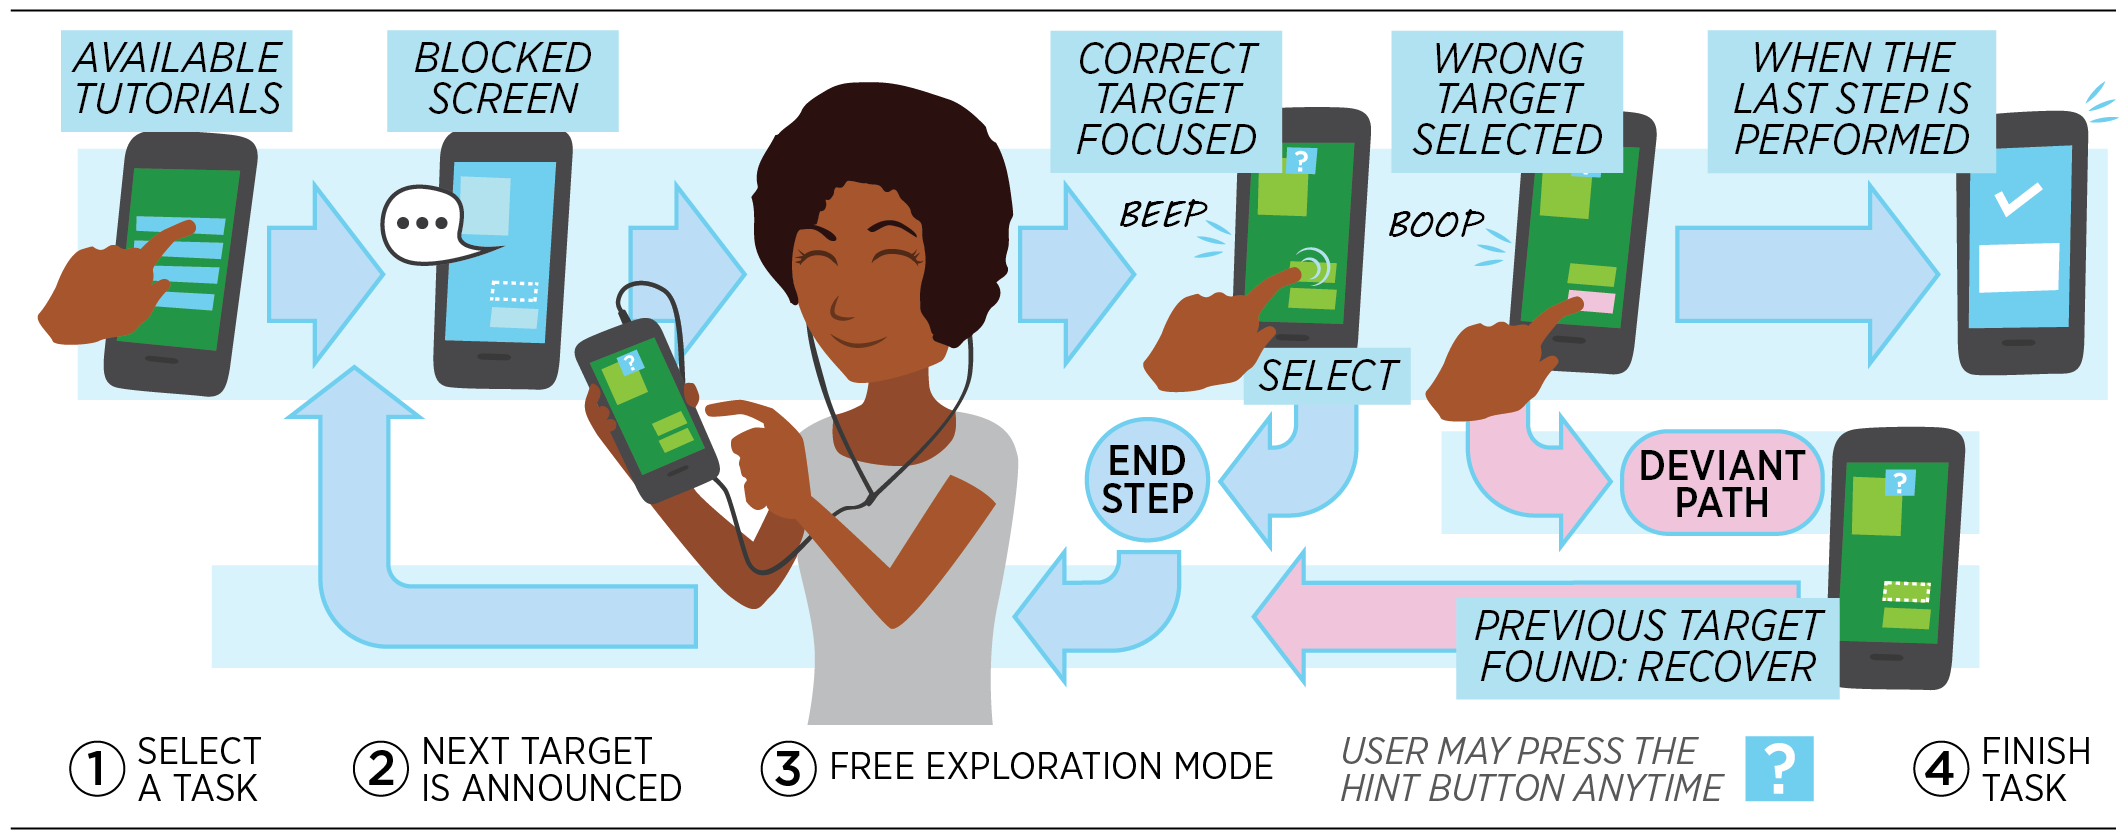 AVAILABLE
TUTORIALS
BLOCKED
SCREEN
CORRECT
TARGET
FOCUSED
WRONG
TARGET
SELECTED
WHEN THE
LAST STEP IS
PERFORMED
?
?
BEEP
BOOP
?
SELECT
END
STEP
DEVIANT
PATH
?
PREVIOUS TARGET
FOUND: RECOVER
1 SELECT
A TASK
2 NEXT TARGET
IS ANNOUNCED
3 FREE EXPLORATION MODE
USER MAY PRESS THE
HINT BUTTON ANYTIME
?
4 FINISH
TASK